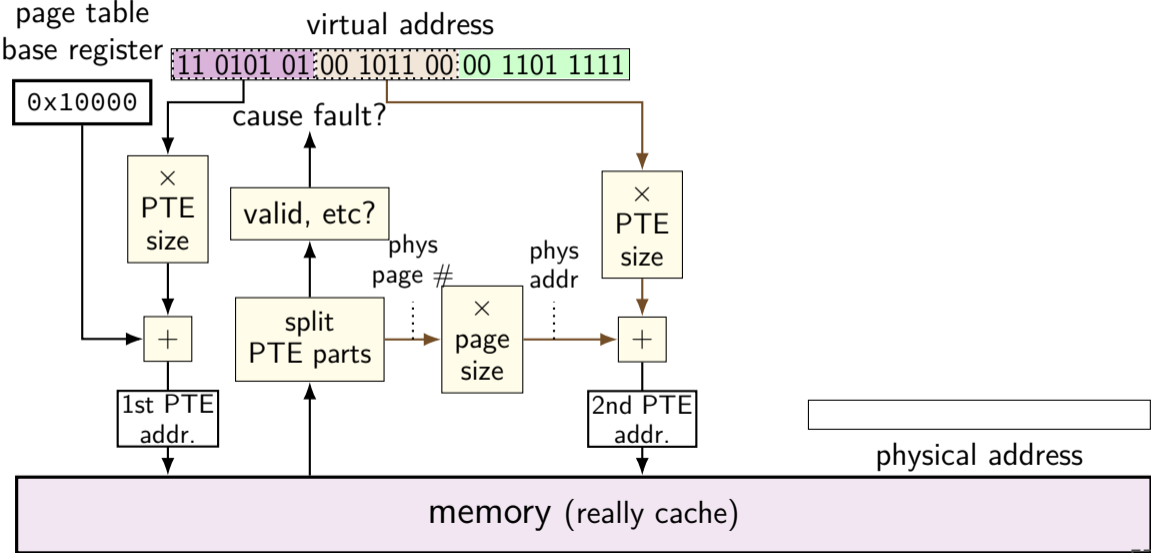 page table
base register
virtual address
11 0101 01 00 1011 00 00 1101 1111
0x10000
cause fault?
×
PTE
size
valid, etc?
phys
page #
phys
addr
×
PTE
size
+
split
PTE parts
×
page
size
+
1st PTE
addr.
2nd PTE
addr.
physical address
memory (really cache)